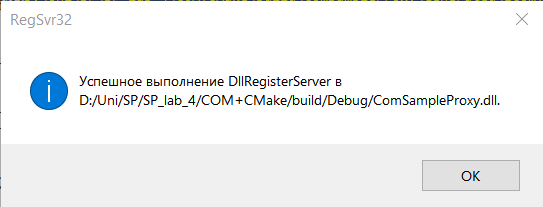 RegSvr32
Успешное выполнение DllRegisterServer в
D:/Uni/SP/SP_lab_4/COM+CMake/build/Debug/ComSampleProxy.dll.
OK